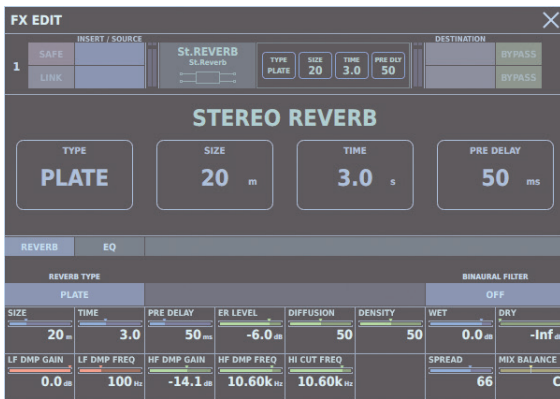 FX EDIT
INSERT / SOURCE
DESTINATION
1
SAFE
LINK
St.REVERB
St.Reverb
TYPE PLATE
SIZE 20
TIME 3.0
PRE DLY 50
BYPASS
BYPASS
STEREO REVERB
TYPE SIZE TIME PRE DELAY
PLATE 20 m 3.0 s 50 ms
REVERB EQ
REVERB TYPE BINAURAL FILTER
PLATE OFF
SIZE TIME PRE DELAY ER LEVEL DIFFUSION DENSITY WET DRY
20 m 3.0 50 ms -6.0 dB 50 50 0.0 dB -Inf d
LF DMP GAIN LF DMP FREQ HF DMP GAIN HF DMP FREQ HI CUT FREQ SPREAD MIX BALANCE
0.0 dB 100 Hz -14.1 dB 10.60k Hz 10.60k Hz 66 C